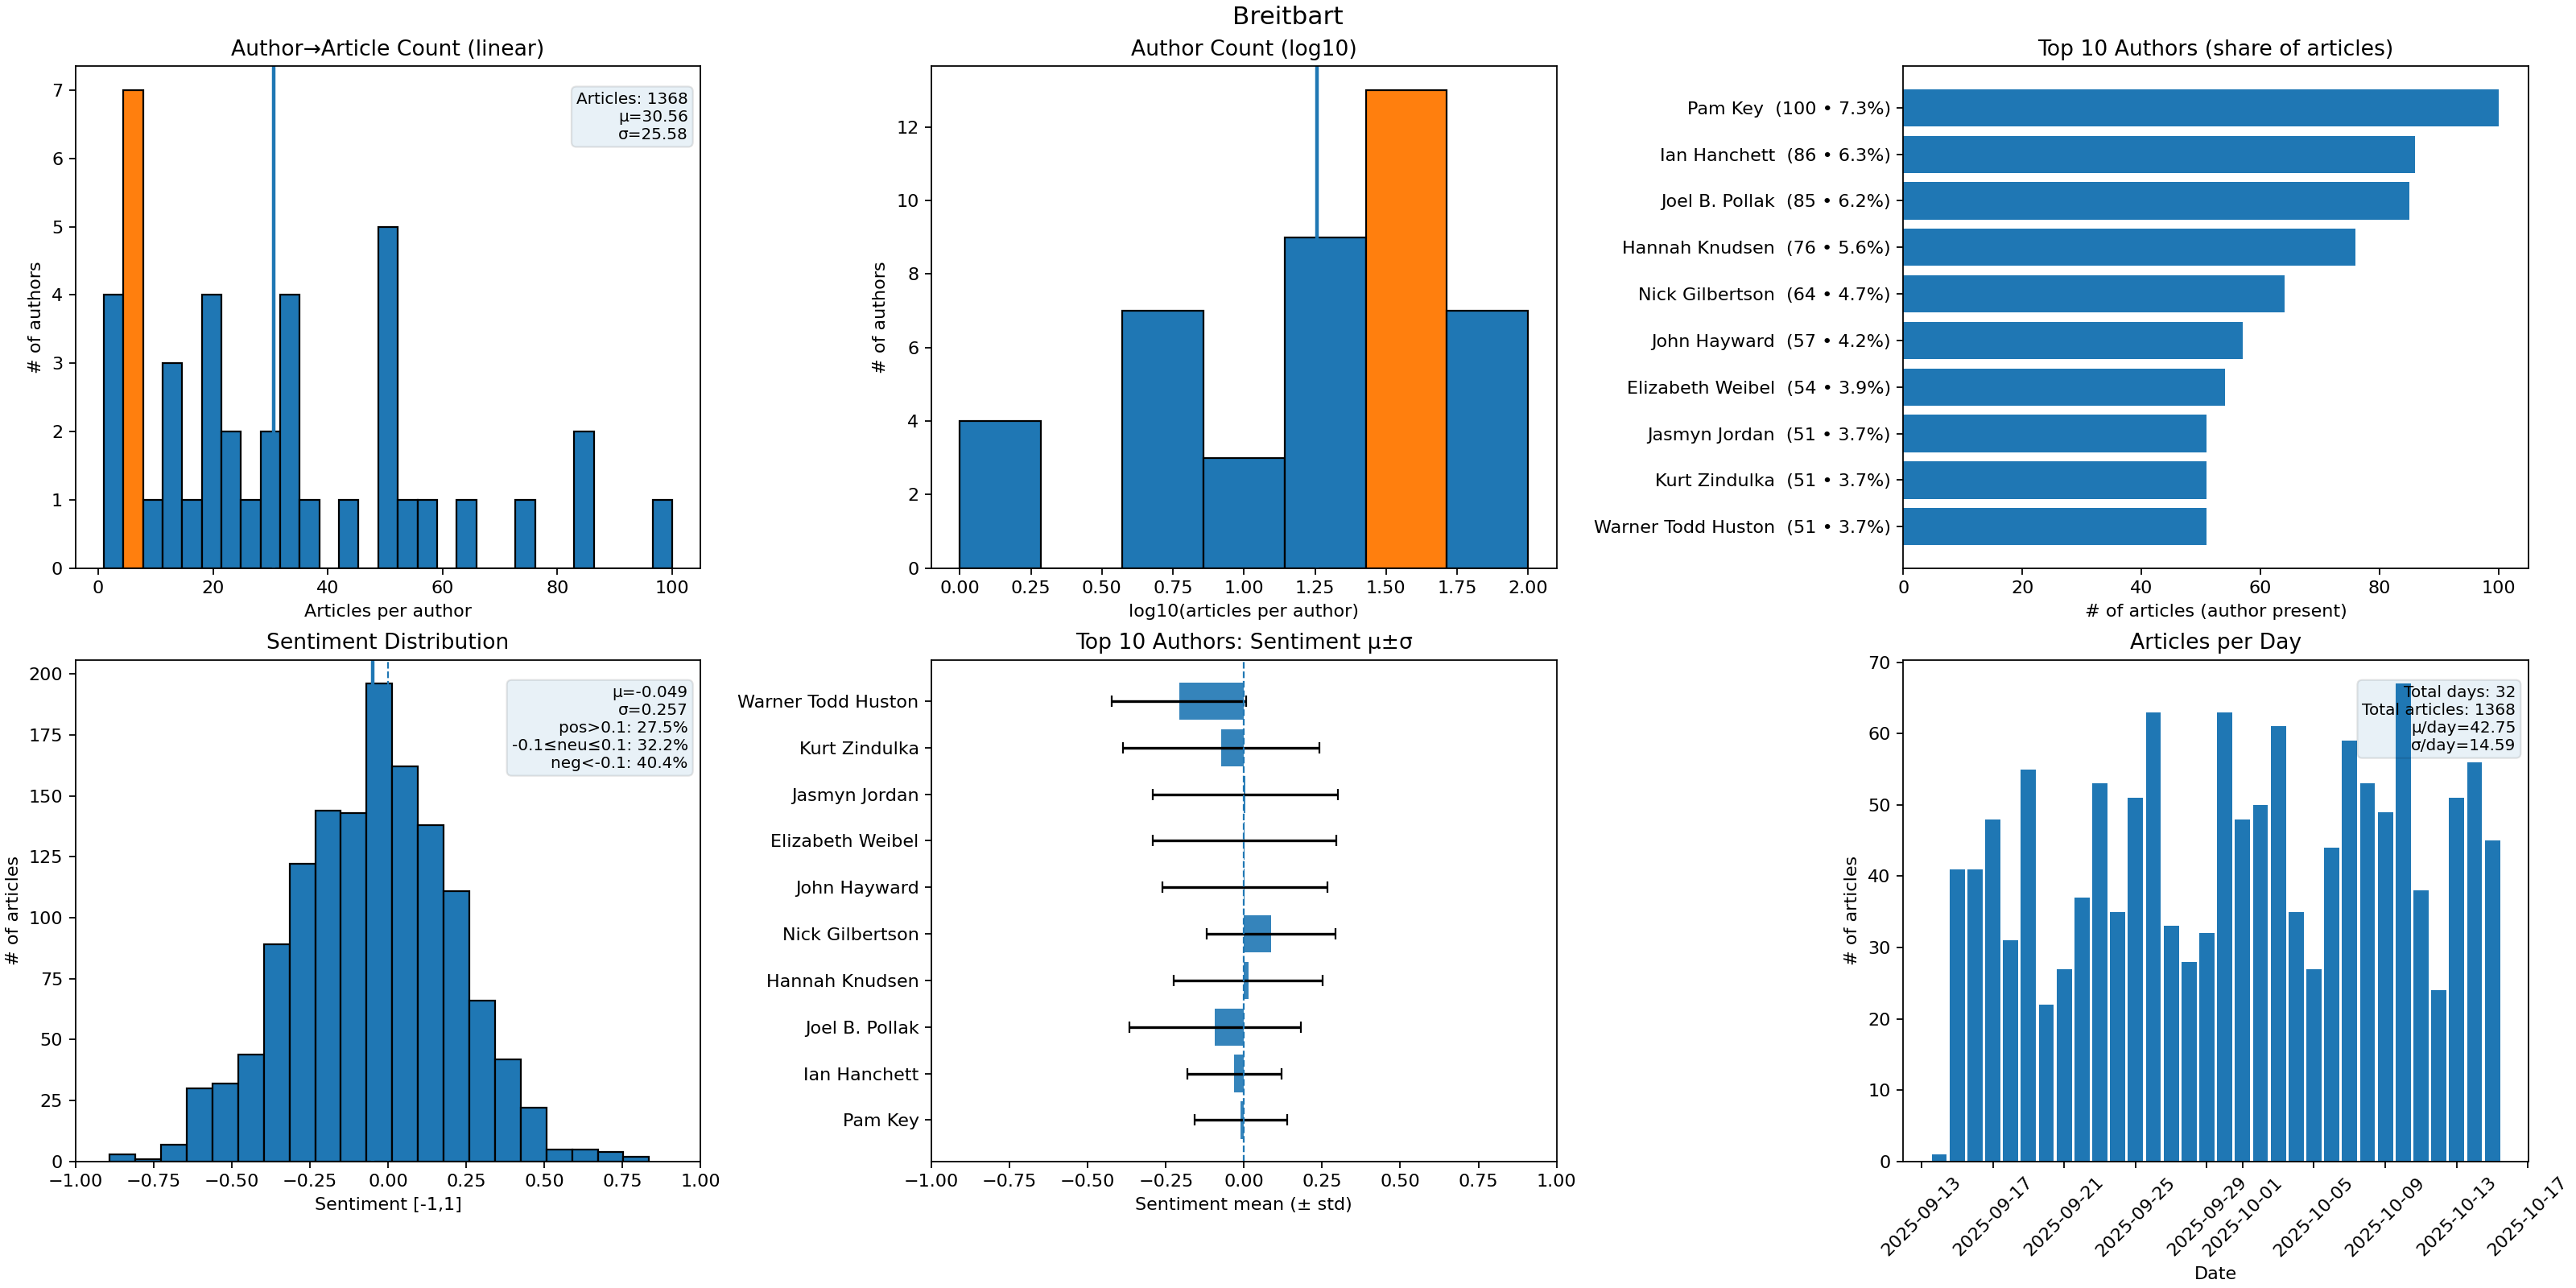 Breitbart
Author→Article Count (linear)
7
6
5
4
3
2
1
0
# of authors
Articles: 1368
μ=30.56
σ=25.58
0 20 40 60 80 100
Articles per author
Author Count (log10)
12
10
8
6
4
2
0
# of authors
0.00 0.25 0.50 0.75 1.00 1.25 1.50 1.75 2.00
log10(articles per author)
Top 10 Authors (share of articles)
Pam Key (100 • 7.3%)
Ian Hanchett (86 • 6.3%)
Joel B. Pollak (85 • 6.2%)
Hannah Knudsen (76 • 5.6%)
Nick Gilbertson (64 • 4.7%)
John Hayward (57 • 4.2%)
Elizabeth Weibel (54 • 3.9%)
Jasmyn Jordan (51 • 3.7%)
Kurt Zindulka (51 • 3.7%)
Warner Todd Huston (51 • 3.7%)
0 20 40 60 80 100
# of articles (author present)
Sentiment Distribution
200
175
150
125
100
75
50
25
0
# of articles
μ=-0.049
σ=0.257
pos>0.1: 27.5%
-0.1≤neu≤0.1: 32.2%
neg<-0.1: 40.4%
−1.00 −0.75 −0.50 −0.25 0.00 0.25 0.50 0.75 1.00
Sentiment [-1,1]
Top 10 Authors: Sentiment μ±σ
Warner Todd Huston
Kurt Zindulka
Jasmyn Jordan
Elizabeth Weibel
John Hayward
Nick Gilbertson
Hannah Knudsen
Joel B. Pollak
Ian Hanchett
Pam Key
−1.00 −0.75 −0.50 −0.25 0.00 0.25 0.50 0.75 1.00
Sentiment mean (± std)
Articles per Day
70
60
50
40
30
20
10
0
# of articles
Total days: 32
Total articles: 1368
μ/day=42.75
σ/day=14.59
2025-09-13 2025-09-17 2025-09-21 2025-09-25 2025-09-29 2025-10-01 2025-10-05 2025-10-09 2025-10-13 2025-10-17
Date